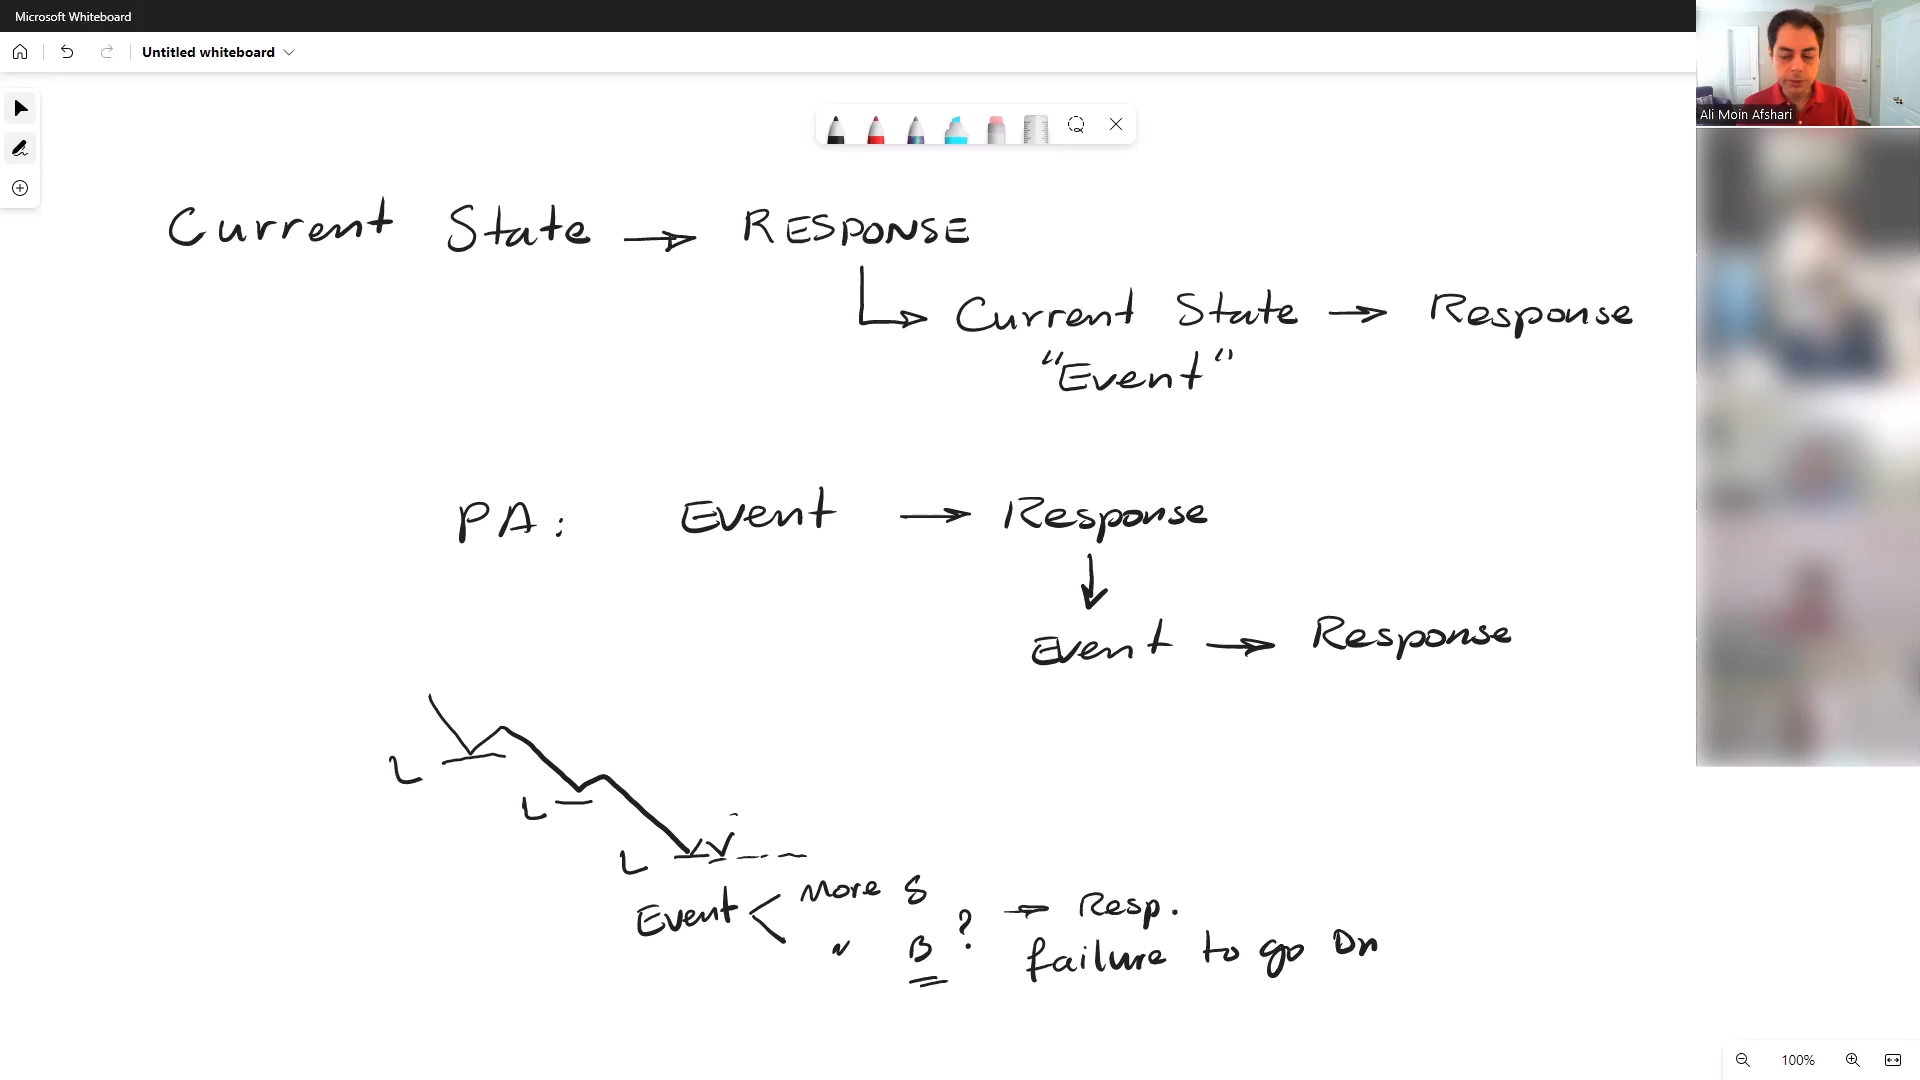 Microsoft Whiteboard
Untitled whiteboard
Ali Moin Afshari
Current State → RESPONSE
Current State → Response
"Event"
PA: Event → Response
Event → Response
L
L
L
Event < More S
" B ? → Resp.
failure to go Dn
100%